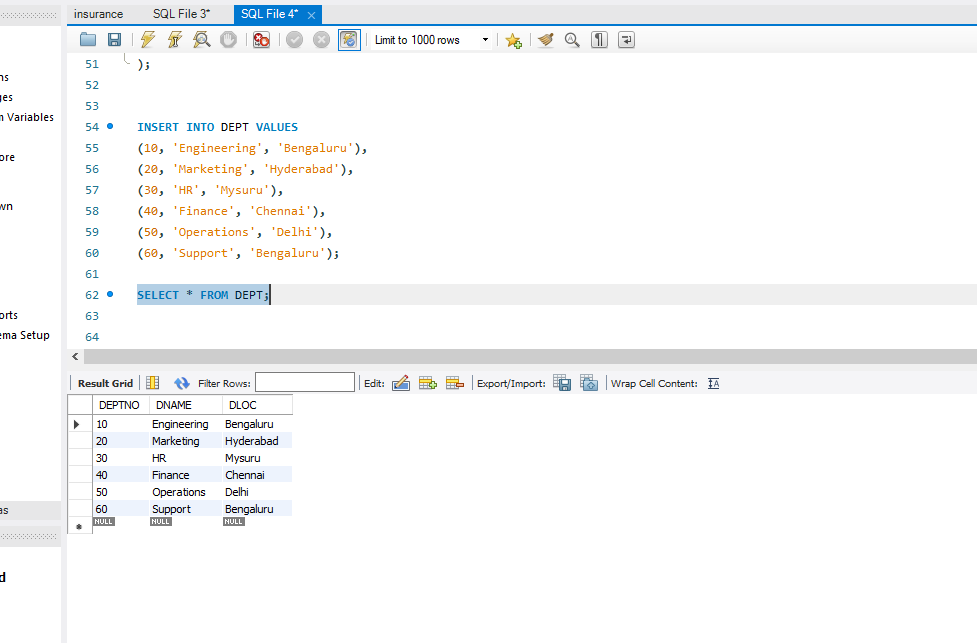 insurance SQL File 3* SQL File 4*
Limit to 1000 rows
51 );
52
53
54 INSERT INTO DEPT VALUES
55 (10, 'Engineering', 'Bengaluru'),
56 (20, 'Marketing', 'Hyderabad'),
57 (30, 'HR', 'Mysuru'),
58 (40, 'Finance', 'Chennai'),
59 (50, 'Operations', 'Delhi'),
60 (60, 'Support', 'Bengaluru');
61
62 SELECT * FROM DEPT;
63
64
ns
ges
n Variables
ore
wn
orts
ema Setup
as
d
Result Grid Filter Rows: Edit: Export/Import: Wrap Cell Content:
DEPTNO DNAME DLOC
10 Engineering Bengaluru
20 Marketing Hyderabad
30 HR Mysuru
40 Finance Chennai
50 Operations Delhi
60 Support Bengaluru
NULL NULL NULL